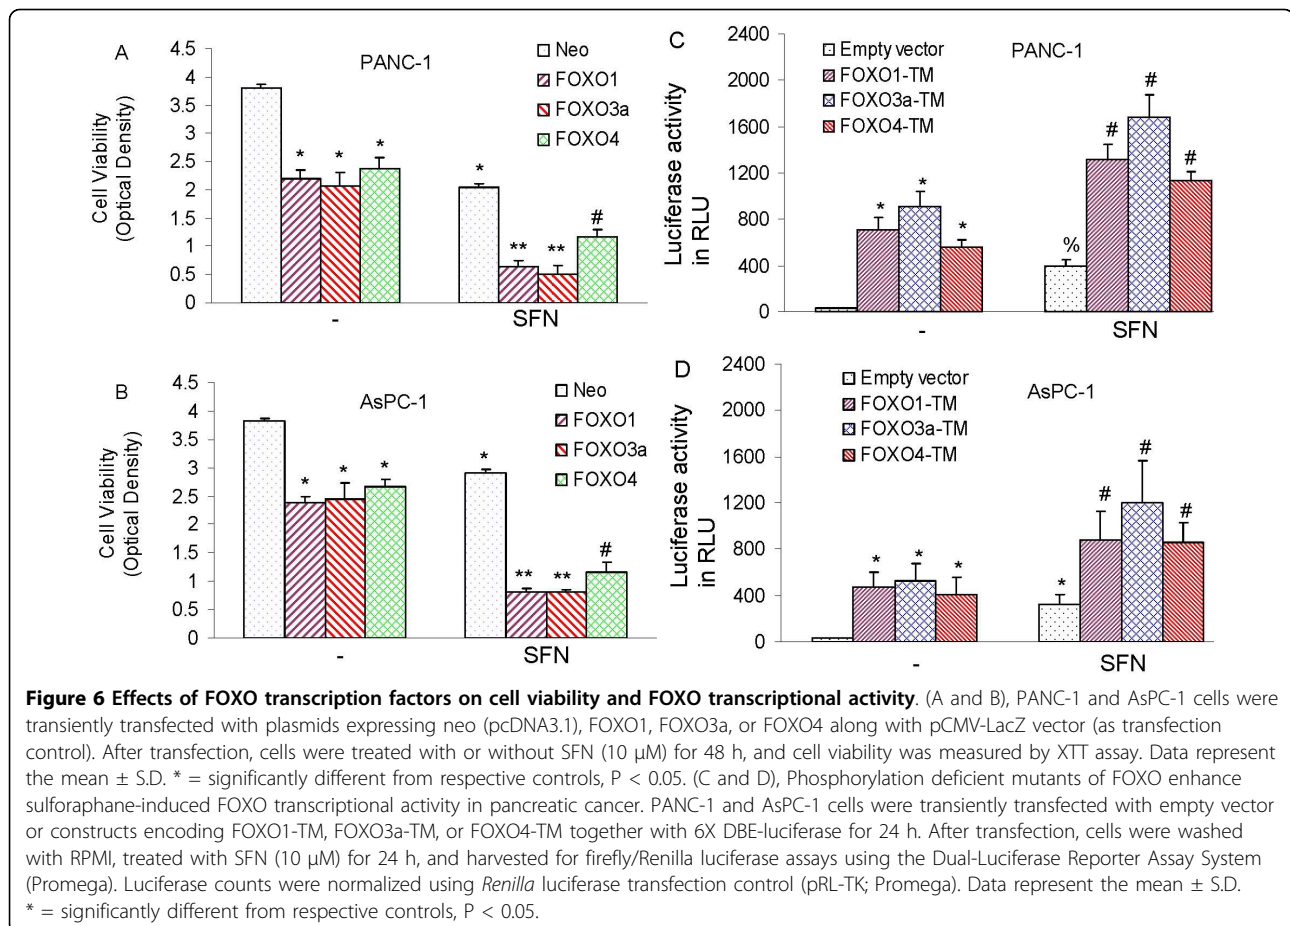 A
PANC-1
Cell Viability
(Optical Density)
4.5
4
3.5
3
2.5
2
1.5
1
0.5
0
Neo
FOXO1
FOXO3a
FOXO4
* * * * ** ** #
- SFN
C
PANC-1
Luciferase activity
in RLU
2400
2000
1600
1200
800
400
0
Empty vector
FOXO1-TM
FOXO3a-TM
FOXO4-TM
* * * % # # #
- SFN
B
AsPC-1
Cell Viability
(Optical Density)
4.5
4
3.5
3
2.5
2
1.5
1
0.5
0
Neo
FOXO1
FOXO3a
FOXO4
* * * * ** ** #
- SFN
D
AsPC-1
Luciferase activity
in RLU
2400
2000
1600
1200
800
400
0
Empty vector
FOXO1-TM
FOXO3a-TM
FOXO4-TM
* * * * # # #
- SFN
Figure 6 Effects of FOXO transcription factors on cell viability and FOXO transcriptional activity. (A and B), PANC-1 and AsPC-1 cells were
transiently transfected with plasmids expressing neo (pcDNA3.1), FOXO1, FOXO3a, or FOXO4 along with pCMV-LacZ vector (as transfection
control). After transfection, cells were treated with or without SFN (10 μM) for 48 h, and cell viability was measured by XTT assay. Data represent
the mean ± S.D. * = significantly different from respective controls, P < 0.05. (C and D), Phosphorylation deficient mutants of FOXO enhance
sulforaphane-induced FOXO transcriptional activity in pancreatic cancer. PANC-1 and AsPC-1 cells were transiently transfected with empty vector
or constructs encoding FOXO1-TM, FOXO3a-TM, or FOXO4-TM together with 6X DBE-luciferase for 24 h. After transfection, cells were washed
with RPMI, treated with SFN (10 μM) for 24 h, and harvested for firefly/Renilla luciferase assays using the Dual-Luciferase Reporter Assay System
(Promega). Luciferase counts were normalized using Renilla luciferase transfection control (pRL-TK; Promega). Data represent the mean ± S.D.
* = significantly different from respective controls, P < 0.05.